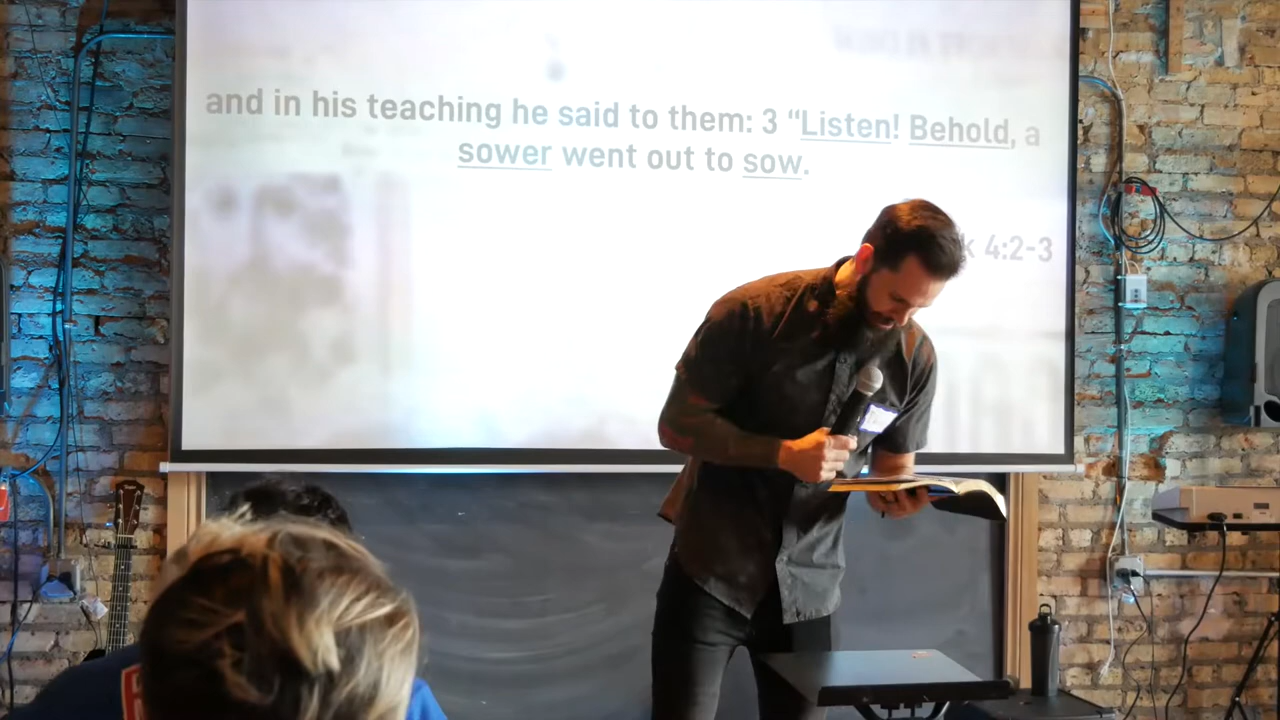 and in his teaching he said to them: 3 “Listen! Behold, a
sower went out to sow.
4:2-3